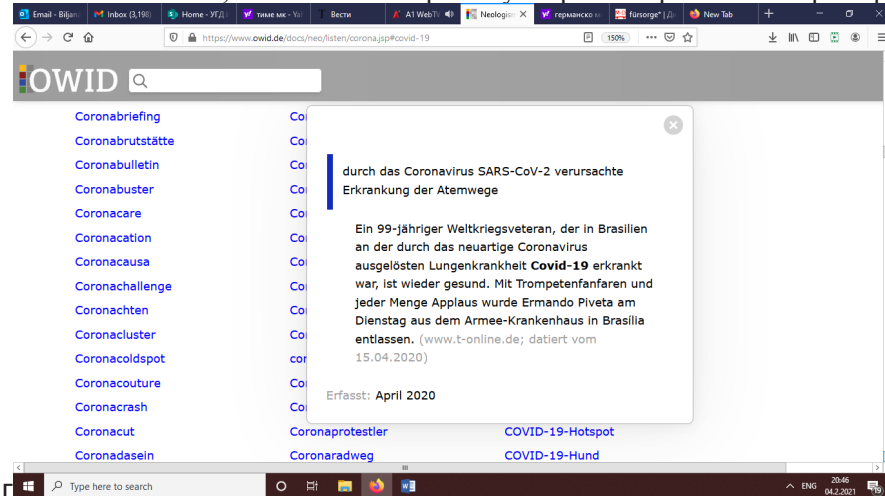 Email - Biljan
Inbox (3,198)
Home - УГД
тиме мк - Ya
Вести
A1 WebTV
Neologism
германско м
fürsorge* | Д
New Tab
https://www.owid.de/docs/neo/listen/corona.jsp#covid-19
150%
OWID
Coronabriefing
Coronabrutstätte
Coronabulletin
Coronabuster
Coronacare
Coronacation
Coronacausa
Coronachallenge
Coronachten
Coronacluster
Coronacoldspot
Coronacouture
Coronacrash
Coronacut
Coronadasein
Coronaprotestler
Coronaradweg
COVID-19-Hotspot
COVID-19-Hund
durch das Coronavirus SARS-CoV-2 verursachte
Erkrankung der Atemwege
Ein 99-jähriger Weltkriegsveteran, der in Brasilien
an der durch das neuartige Coronavirus
ausgelösten Lungenkrankheit Covid-19 erkrankt
war, ist wieder gesund. Mit Trompetenfanfaren und
jeder Menge Applaus wurde Ermando Piveta am
Dienstag aus dem Armee-Krankenhaus in Brasília
entlassen. (www.t-online.de; datiert vom
15.04.2020)
Erfasst: April 2020
Type here to search
ENG
20:46
04.2.2021